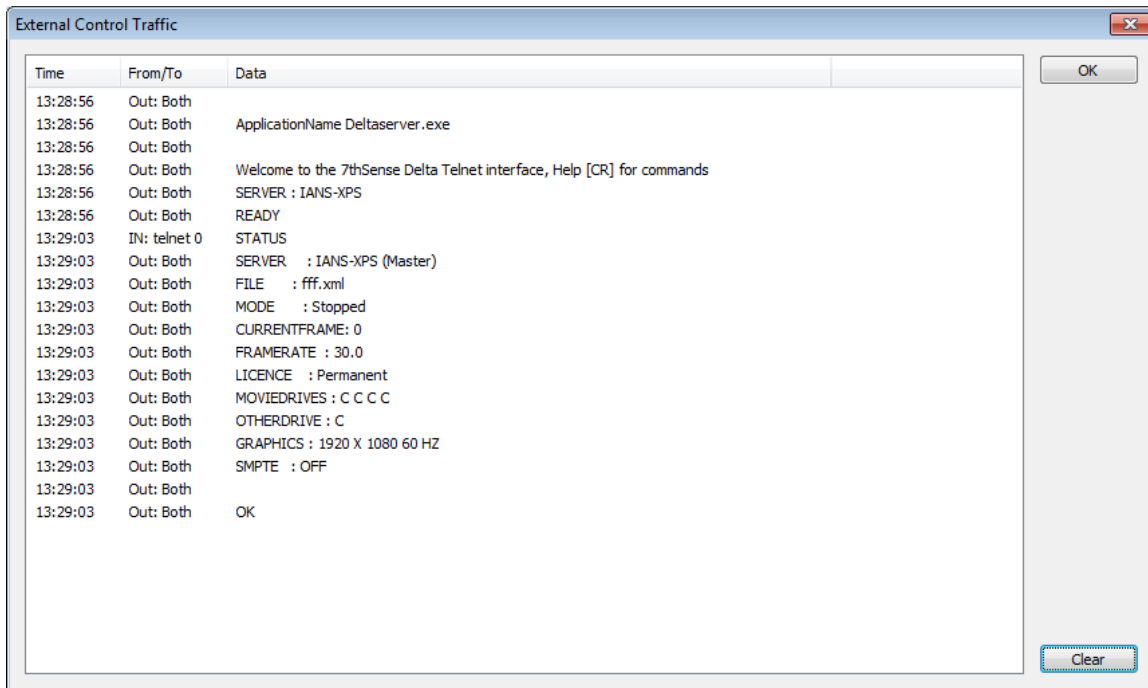 External Control Traffic
Time From/To Data
OK
13:28:56 Out: Both
13:28:56 Out: Both ApplicationName Deltaserver.exe
13:28:56 Out: Both
13:28:56 Out: Both Welcome to the 7thSense Delta Telnet interface, Help [CR] for commands
13:28:56 Out: Both SERVER : IANS-XPS
13:28:56 Out: Both READY
13:29:03 IN: telnet 0 STATUS
13:29:03 Out: Both SERVER : IANS-XPS (Master)
13:29:03 Out: Both FILE : fff.xml
13:29:03 Out: Both MODE : Stopped
13:29:03 Out: Both CURRENTFRAME: 0
13:29:03 Out: Both FRAMERATE : 30.0
13:29:03 Out: Both LICENCE : Permanent
13:29:03 Out: Both MOVIEDRIVES : C C C C
13:29:03 Out: Both OTHERDRIVE : C
13:29:03 Out: Both GRAPHICS : 1920 X 1080 60 HZ
13:29:03 Out: Both SMPTE : OFF
13:29:03 Out: Both
13:29:03 Out: Both OK
Clear